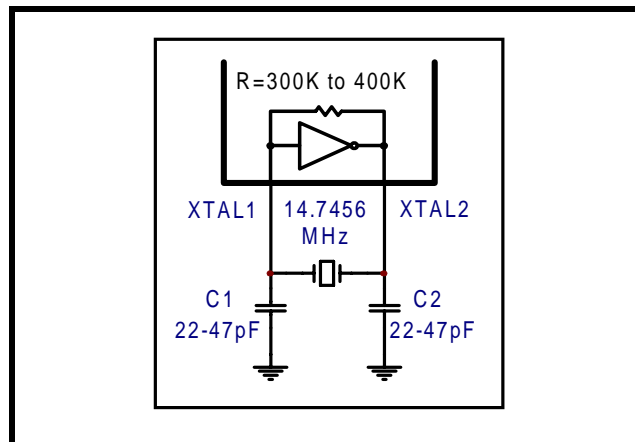 R=300K to 400K
XTAL1
14.7456
MHz
XTAL2
C1
22-47pF
C2
22-47pF